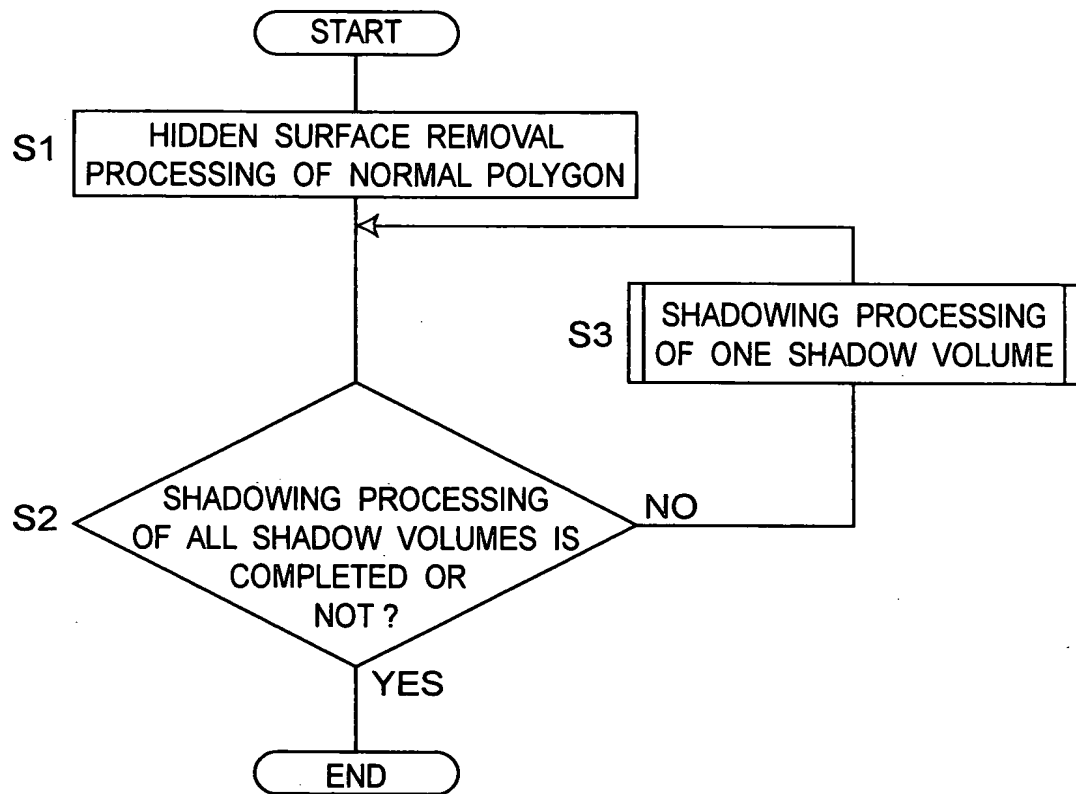 START
S1
HIDDEN SURFACE REMOVAL
PROCESSING OF NORMAL POLYGON
S3
SHADOWING PROCESSING
OF ONE SHADOW VOLUME
S2
SHADOWING PROCESSING
OF ALL SHADOW VOLUMES IS
COMPLETED OR
NOT ?
NO
YES
END